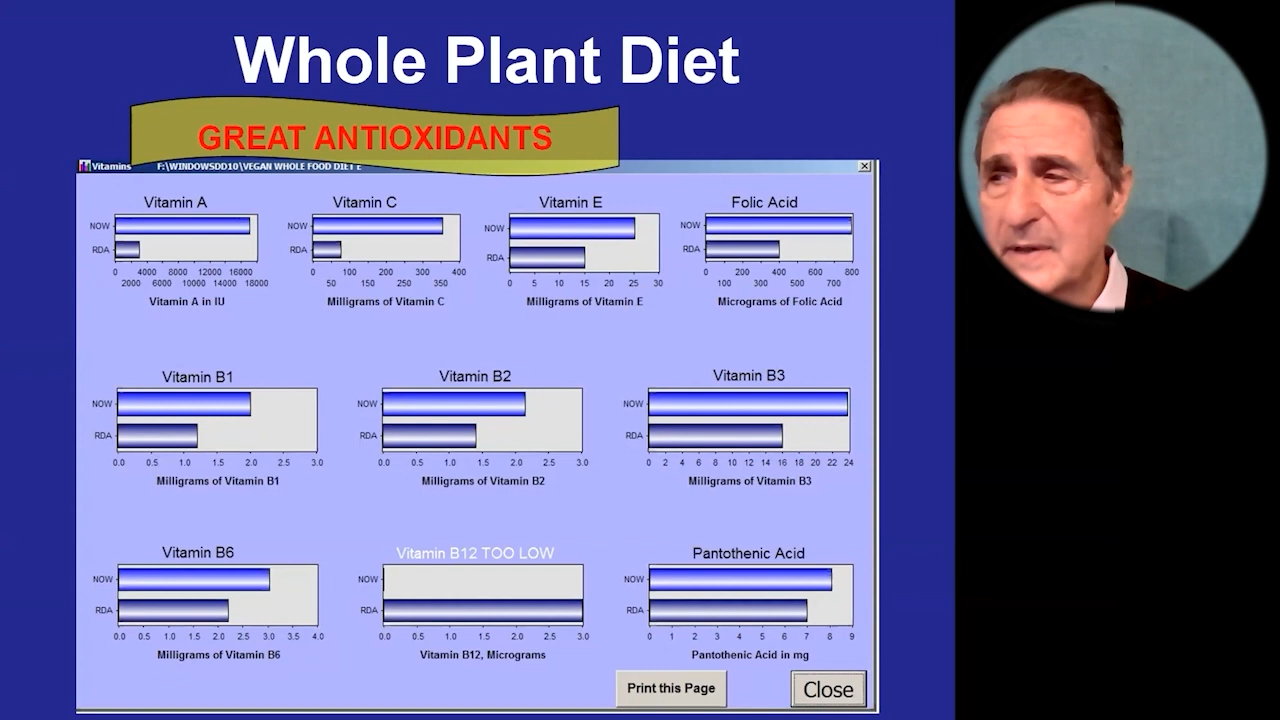 Whole Plant Diet
GREAT ANTIOXIDANTS
Vitamins F:\WINDOWSDD10\VEGAN WHOLE FOOD DIET E
Vitamin A
NOW
RDA
0 4000 8000 10000 12000 16000
2000 6000 10000 14000 18000
Vitamin A in IU
Vitamin C
NOW
RDA
0 100 200 300 400
50 150 250 350
Milligrams of Vitamin C
Vitamin E
NOW
RDA
0 5 10 15 20 25 30
Milligrams of Vitamin E
Folic Acid
NOW
RDA
0 200 400 600 800
100 300 500 700
Micrograms of Folic Acid
Vitamin B1
NOW
RDA
0.0 0.5 1.0 1.5 2.0 2.5 3.0
Milligrams of Vitamin B1
Vitamin B2
NOW
RDA
0.0 0.5 1.0 1.5 2.0 2.5 3.0
Milligrams of Vitamin B2
Vitamin B3
NOW
RDA
0 2 4 6 8 10 12 14 16 18 20 22 24
Milligrams of Vitamin B3
Vitamin B6
NOW
RDA
0.0 0.5 1.0 1.5 2.0 2.5 3.0 3.5 4.0
Milligrams of Vitamin B6
Vitamin B12 TOO LOW
NOW
RDA
0.0 0.5 1.0 1.5 2.0 2.5 3.0
Vitamin B12, Micrograms
Pantothenic Acid
NOW
RDA
0 1 2 3 4 5 6 7 8 9
Pantothenic Acid in mg
Print this Page
Close